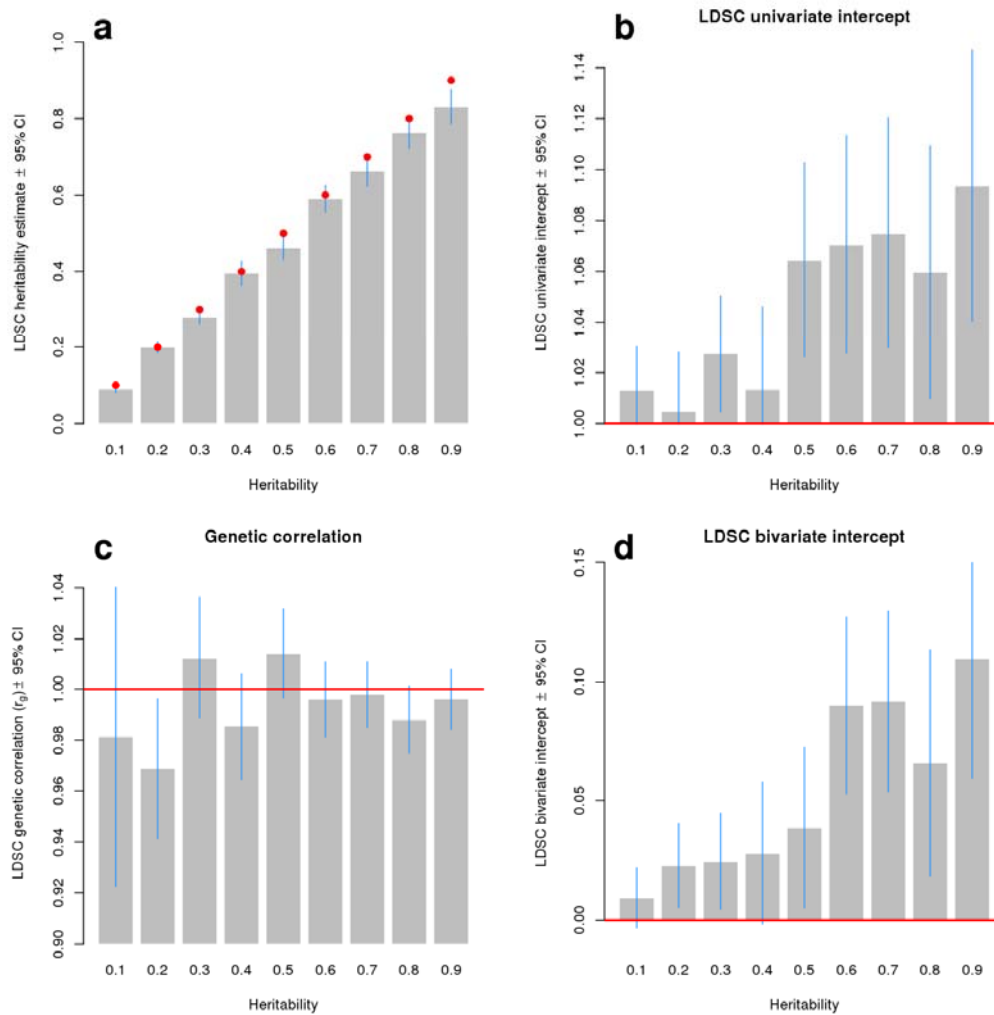 a
LDSC heritability estimate ± 95% CI
1.0
0.8
0.6
0.4
0.2
0.0
0.1 0.2 0.3 0.4 0.5 0.6 0.7 0.8 0.9
Heritability
b
LDSC univariate intercept
LDSC univariate intercept ± 95% CI
1.14
1.12
1.10
1.08
1.06
1.04
1.02
1.00
0.1 0.2 0.3 0.4 0.5 0.6 0.7 0.8 0.9
Heritability
c
Genetic correlation
LDSC genetic correlation (rg) ± 95% CI
1.04
1.02
1.00
0.98
0.96
0.94
0.92
0.90
0.1 0.2 0.3 0.4 0.5 0.6 0.7 0.8 0.9
Heritability
d
LDSC bivariate intercept
LDSC bivariate intercept ± 95% CI
0.15
0.10
0.05
0.00
0.1 0.2 0.3 0.4 0.5 0.6 0.7 0.8 0.9
Heritability